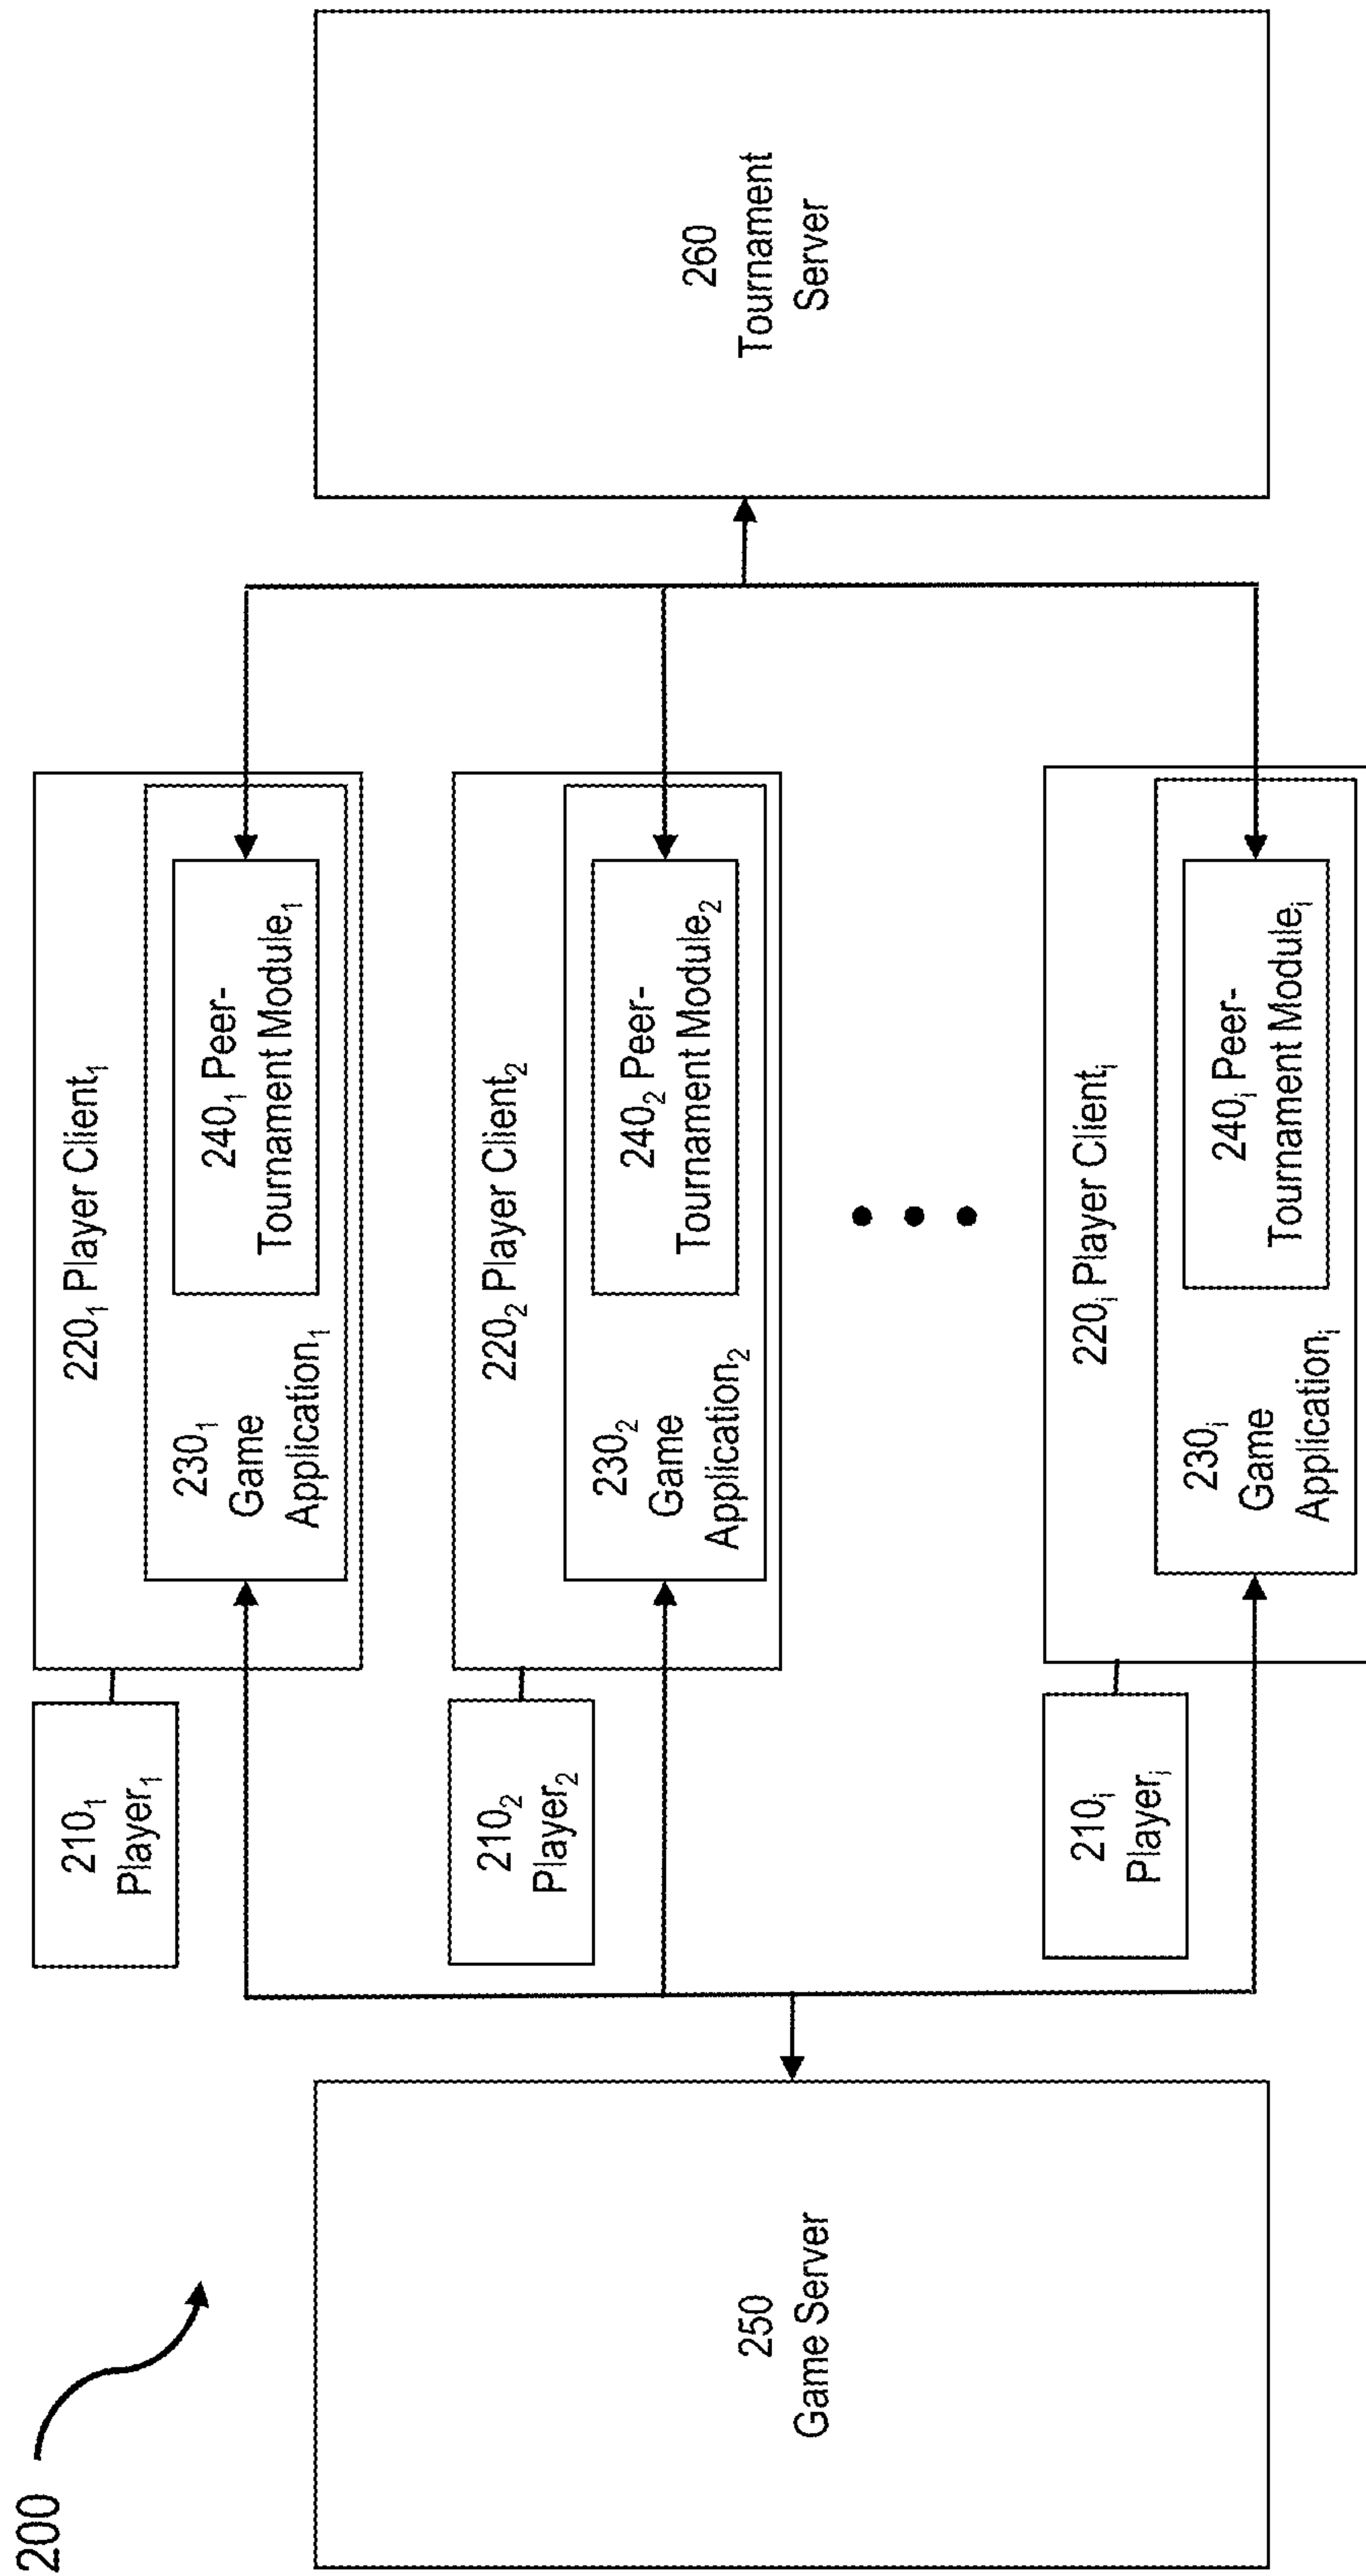 200
210₁
Player₁
220₁ Player Client₁
230₁
Game
Application₁
240₁ Peer-
Tournament Module₁
210₂
Player₂
220₂ Player Client₂
230₂
Game
Application₂
240₂ Peer-
Tournament Module₂
210ᵢ
Playerᵢ
220ᵢ Player Clientᵢ
230ᵢ
Game
Applicationᵢ
240ᵢ Peer-
Tournament Moduleᵢ
250
Game Server
260
Tournament
Server